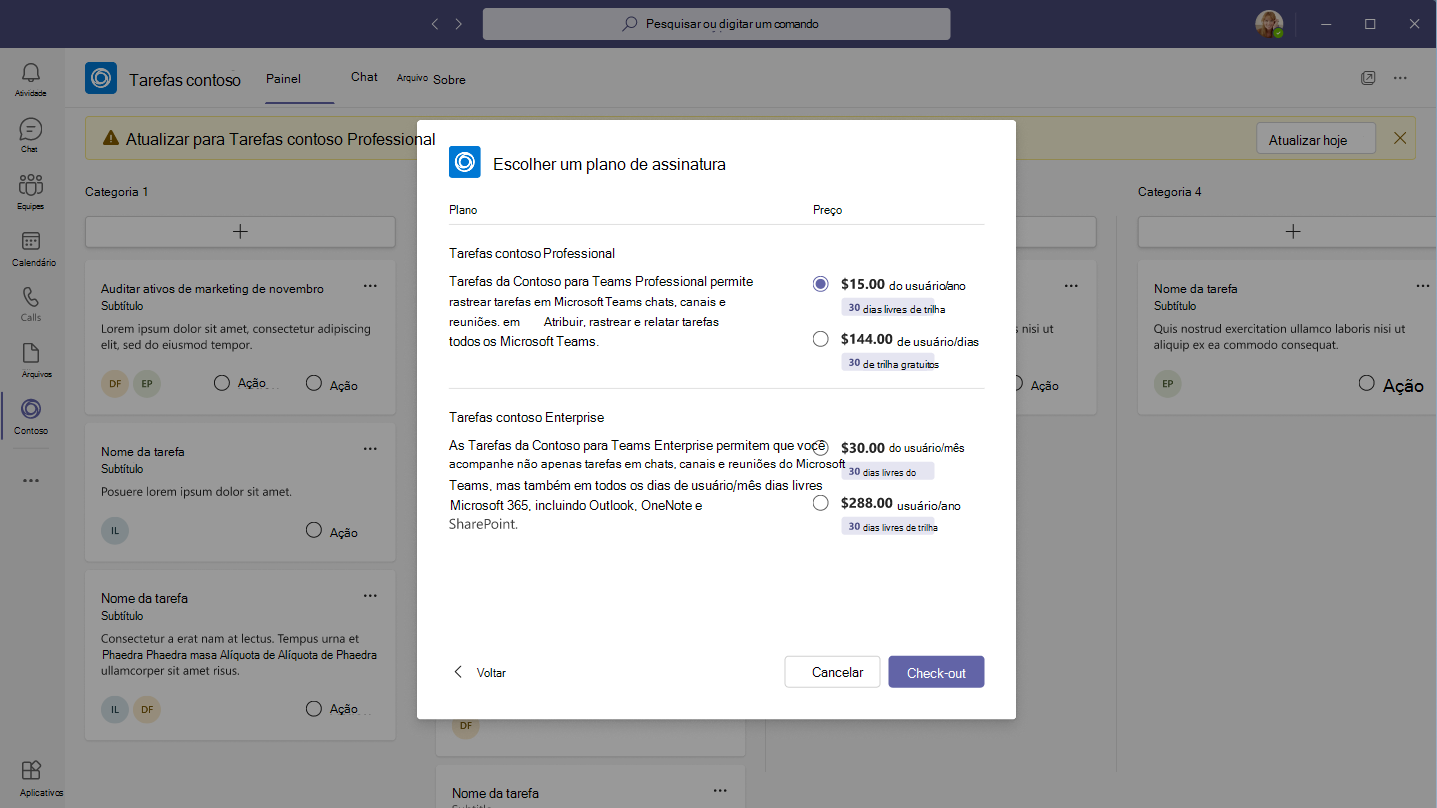 Pesquisar ou digitar um comando
Atividade
Chat
Equipes
Calendário
Calls
Arquivos
Contoso
Aplicativos
Tarefas contoso
Painel
Chat
Arquivo
Sobre
Atualizar para Tarefas contoso Professional
Atualizar hoje
Categoria 1
Auditar ativos de marketing de novembro
Subtítulo
Lorem ipsum dolor sit amet, consectetur adipiscing
elit, sed do eiusmod tempor.
DF EP Ação Ação
Nome da tarefa
Subtítulo
Posuere lorem ipsum dolor sit amet.
IL Ação
Nome da tarefa
Subtítulo
Consectetur a erat nam at lectus. Tempus urna et
Phaedra Phaedra masa Alíquota de Alíquota de Phaedra
ullamcorper sit amet risus.
IL DF Ação
Escolher um plano de assinatura
Plano Preço
Tarefas contoso Professional
Tarefas da Contoso para Teams Professional permite
rastrear tarefas em Microsoft Teams chats, canais e
reuniões. em Atribuir, rastrear e relatar tarefas
todos os Microsoft Teams.
$15.00 do usuário/ano
30 dias livres de trilha
$144.00 de usuário/dias
30 de trilha gratuitos
Tarefas contoso Enterprise
As Tarefas da Contoso para Teams Enterprise permitem que você
acompanhe não apenas tarefas em chats, canais e reuniões do Microsoft
Teams, mas também em todos os dias de usuário/mês dias livres
Microsoft 365, incluindo Outlook, OneNote e
SharePoint.
$30.00 do usuário/mês
30 dias livres do
$288.00 usuário/ano
30 dias livres de trilha
Voltar
Cancelar
Check-out
DF
Nome da tarefa
s nisi ut
Ação
Categoria 4
Nome da tarefa
Subtítulo
Quis nostrud exercitation ullamco laboris nisi ut
aliquip ex ea commodo consequat.
EP Ação